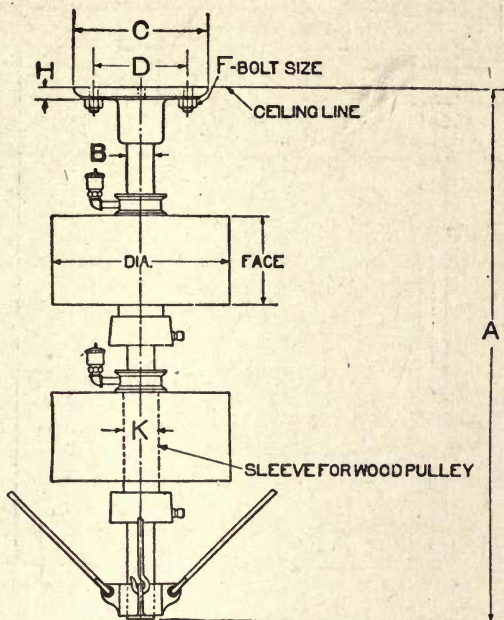 C
H
D
F-BOLT SIZE
CEILING LINE
B
DIA.
FACE
A
K
SLEEVE FOR WOOD PULLEY